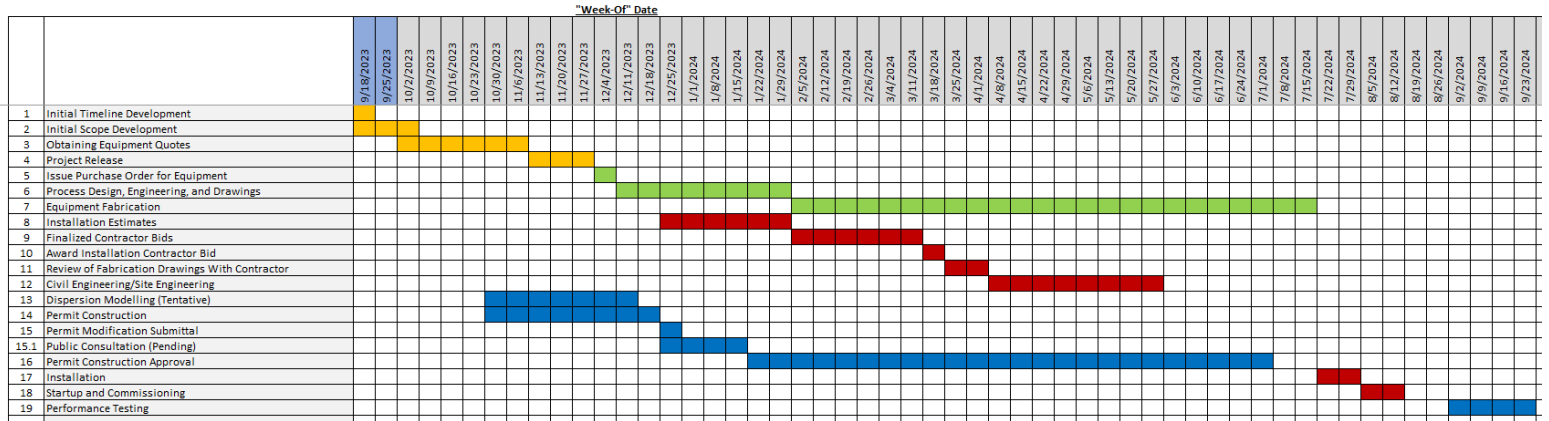 "Week-Of" Date
9/18/2023 9/25/2023 10/2/2023 10/9/2023 10/16/2023 10/23/2023 10/30/2023 11/6/2023 11/13/2023 11/20/2023 11/27/2023 12/4/2023 12/11/2023 12/18/2023 12/25/2023 1/1/2024 1/8/2024 1/15/2024 1/22/2024 1/29/2024 2/5/2024 2/12/2024 2/19/2024 2/26/2024 3/4/2024 3/11/2024 3/18/2024 3/25/2024 4/1/2024 4/8/2024 4/15/2024 4/22/2024 4/29/2024 5/6/2024 5/13/2024 5/20/2024 5/27/2024 6/3/2024 6/10/2024 6/17/2024 6/24/2024 7/1/2024 7/8/2024 7/15/2024 7/22/2024 7/29/2024 8/5/2024 8/12/2024 8/19/2024 8/26/2024 9/2/2024 9/9/2024 9/16/2024 9/23/2024
1 Initial Timeline Development
2 Initial Scope Development
3 Obtaining Equipment Quotes
4 Project Release
5 Issue Purchase Order for Equipment
6 Process Design, Engineering, and Drawings
7 Equipment Fabrication
8 Installation Estimates
9 Finalized Contractor Bids
10 Award Installation Contractor Bid
11 Review of Fabrication Drawings With Contractor
12 Civil Engineering/Site Engineering
13 Dispersion Modelling (Tentative)
14 Permit Construction
15 Permit Modification Submittal
15.1 Public Consultation (Pending)
16 Permit Construction Approval
17 Installation
18 Startup and Commissioning
19 Performance Testing